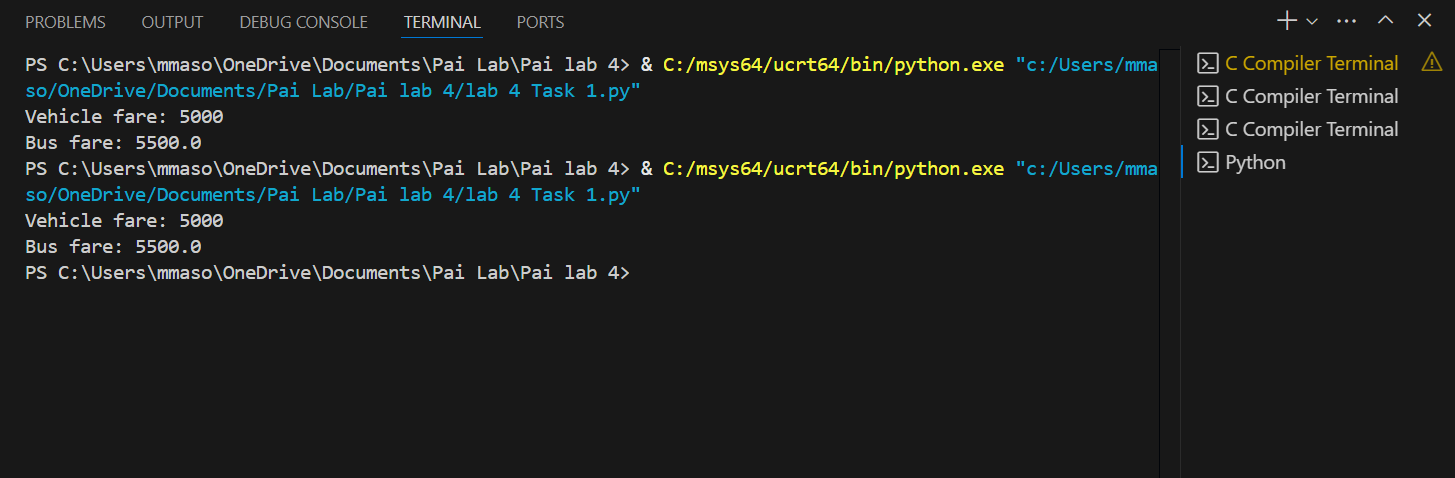 PROBLEMS OUTPUT DEBUG CONSOLE TERMINAL PORTS
PS C:\Users\mmaso\OneDrive\Documents\Pai Lab\Pai lab 4> & C:/msys64/ucrt64/bin/python.exe "c:/Users/mma
so/OneDrive/Documents/Pai Lab/Pai lab 4/lab 4 Task 1.py"
Vehicle fare: 5000
Bus fare: 5500.0
PS C:\Users\mmaso\OneDrive\Documents\Pai Lab\Pai lab 4> & C:/msys64/ucrt64/bin/python.exe "c:/Users/mma
so/OneDrive/Documents/Pai Lab/Pai lab 4/lab 4 Task 1.py"
Vehicle fare: 5000
Bus fare: 5500.0
PS C:\Users\mmaso\OneDrive\Documents\Pai Lab\Pai lab 4>
C Compiler Terminal
C Compiler Terminal
C Compiler Terminal
Python